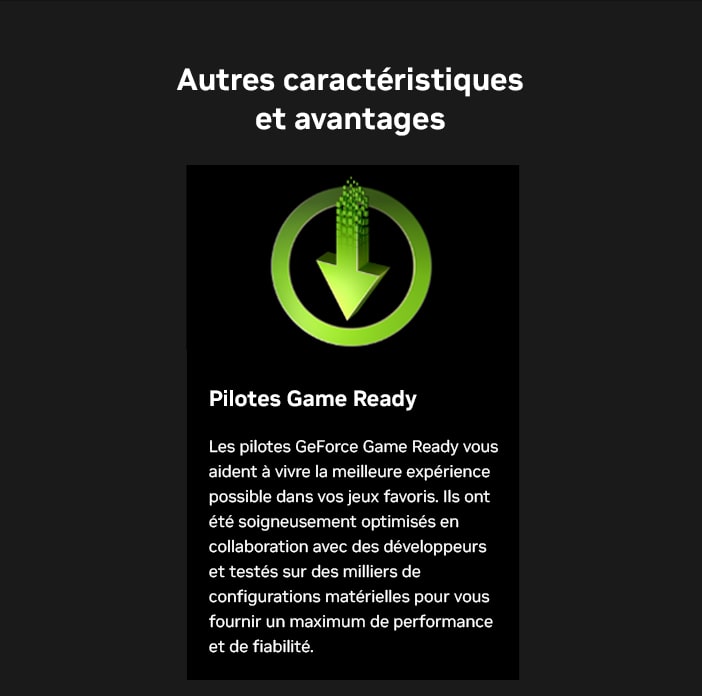 Autres caractéristiques
et avantages
Pilotes Game Ready
Les pilotes GeForce Game Ready vous
aident à vivre la meilleure expérience
possible dans vos jeux favoris. Ils ont
été soigneusement optimisés en
collaboration avec des développeurs
et testés sur des milliers de
configurations matérielles pour vous
fournir un maximum de performance
et de fiabilité.